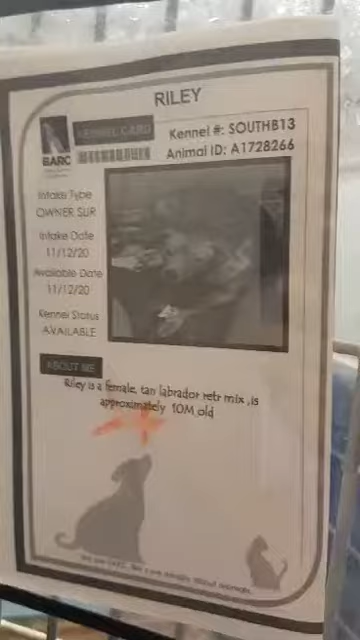 RILEY
KENNEL CARD
Kennel #: SOUTHB13
BARC
Animal ID: A1728266
Intake Type
OWNER SUR
Intake Date
11/12/20
Available Date
11/12/20
Kennel Status
AVAILABLE
ABOUT ME
Riley is a female, tan labrador retr mix ,is
approximately 10M old